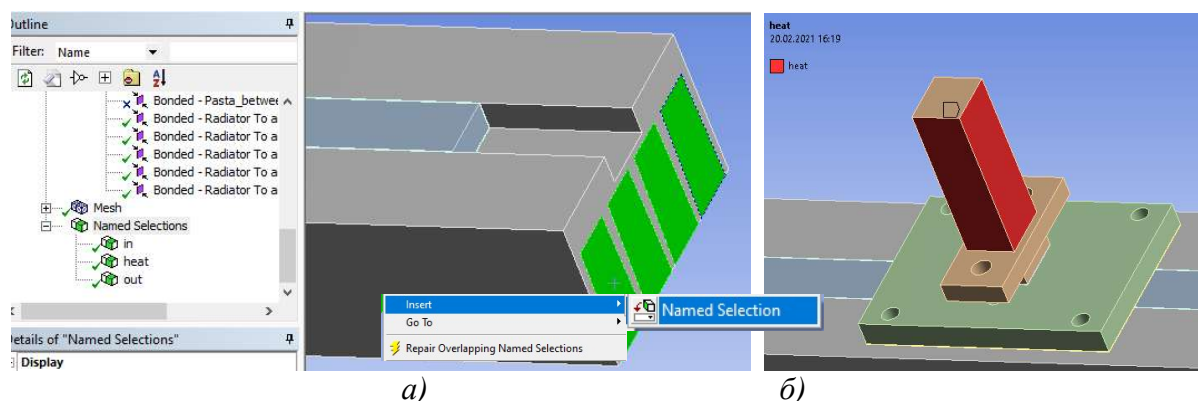 Outline
Filter: Name
Bonded - Pasta_betwee
Bonded - Radiator To a
Bonded - Radiator To a
Bonded - Radiator To a
Bonded - Radiator To a
Bonded - Radiator To a
Mesh
Named Selections
in
heat
out
Details of "Named Selections"
Display
Insert
Named Selection
Go To
Repair Overlapping Named Selections
heat
20.02.2021 16:19
heat
а)
б)